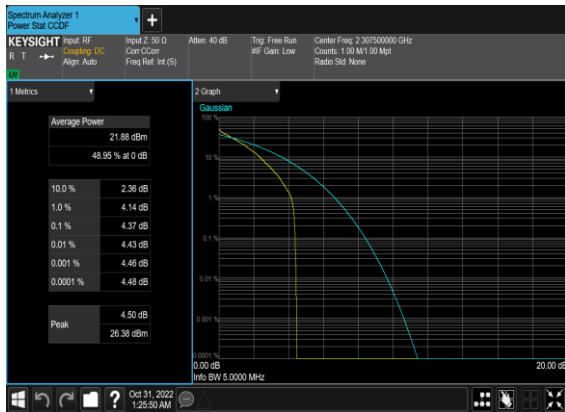 Spectrum Analyzer 1
Power Stat CCDF
KEYSIGHT
R T
LXI
Input: RF
Coupling: DC
Align: Auto
Input Z: 50 Ω
Corr CCorr
Freq Ref: Int (S)
Atten: 40 dB
Trig: Free Run
#IF Gain: Low
Center Freq: 2.307500000 GHz
Counts: 1.00 M/1.00 Mpt
Radio Std: None
1 Metrics
Average Power
21.88 dBm
48.95 % at 0 dB
10.0 % 2.36 dB
1.0 % 4.14 dB
0.1 % 4.37 dB
0.01 % 4.43 dB
0.001 % 4.46 dB
0.0001 % 4.48 dB
Peak
4.50 dB
26.38 dBm
2 Graph
Gaussian
100 %
10 %
1 %
0.1 %
0.01 %
0.001 %
0.0001 %
0.00 dB
20.00 dB
Info BW 5.0000 MHz
?
Oct 31, 2022
1:25:50 AM